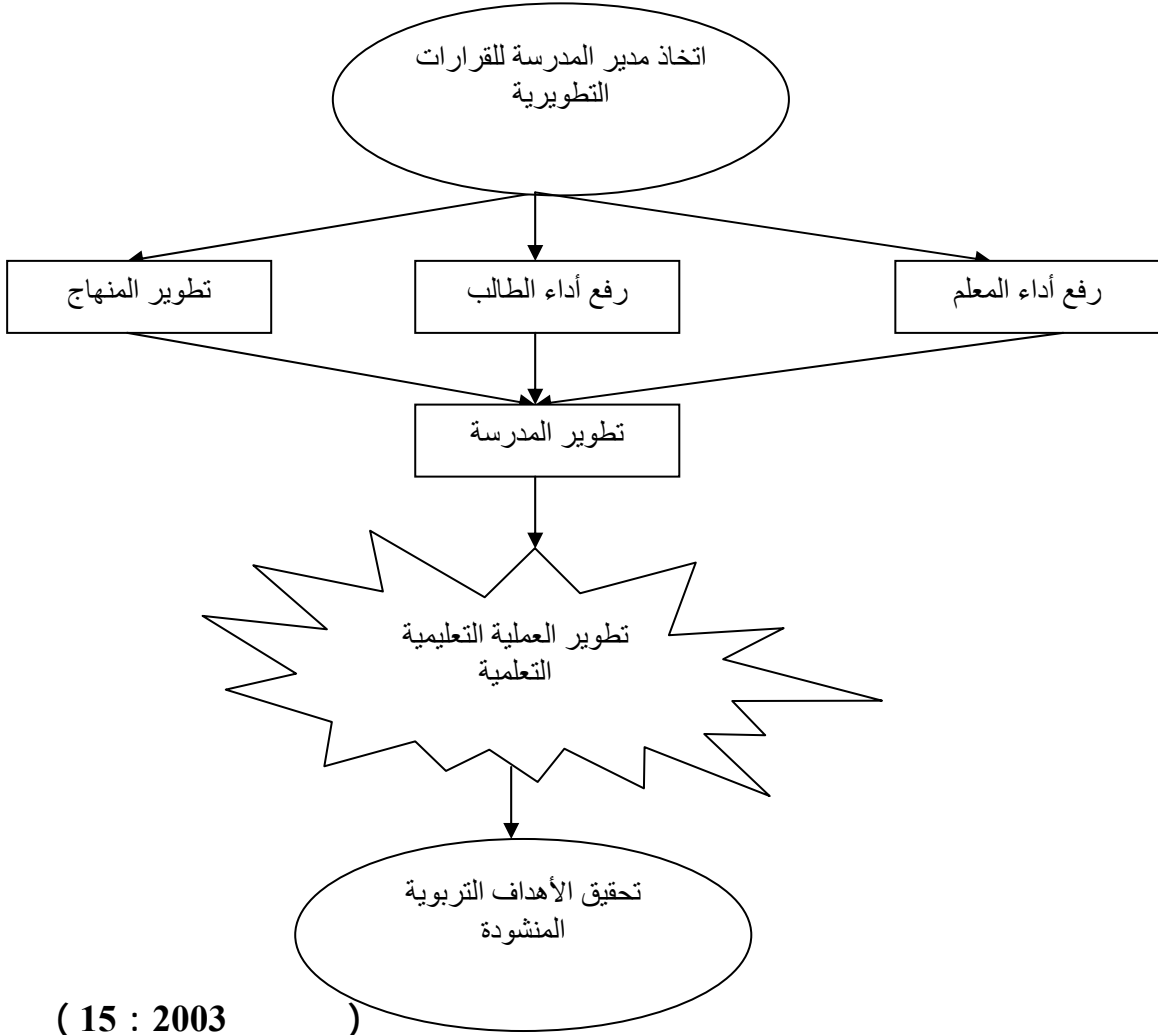 اتخاذ مدير المدرسة للقرارات
التطويرية
رفع أداء المعلم
رفع أداء الطالب
تطوير المنهاج
تطوير المدرسة
تطوير العملية التعليمية
التعلمية
تحقيق الأهداف التربوية
المنشودة
( 15 : 2003 )